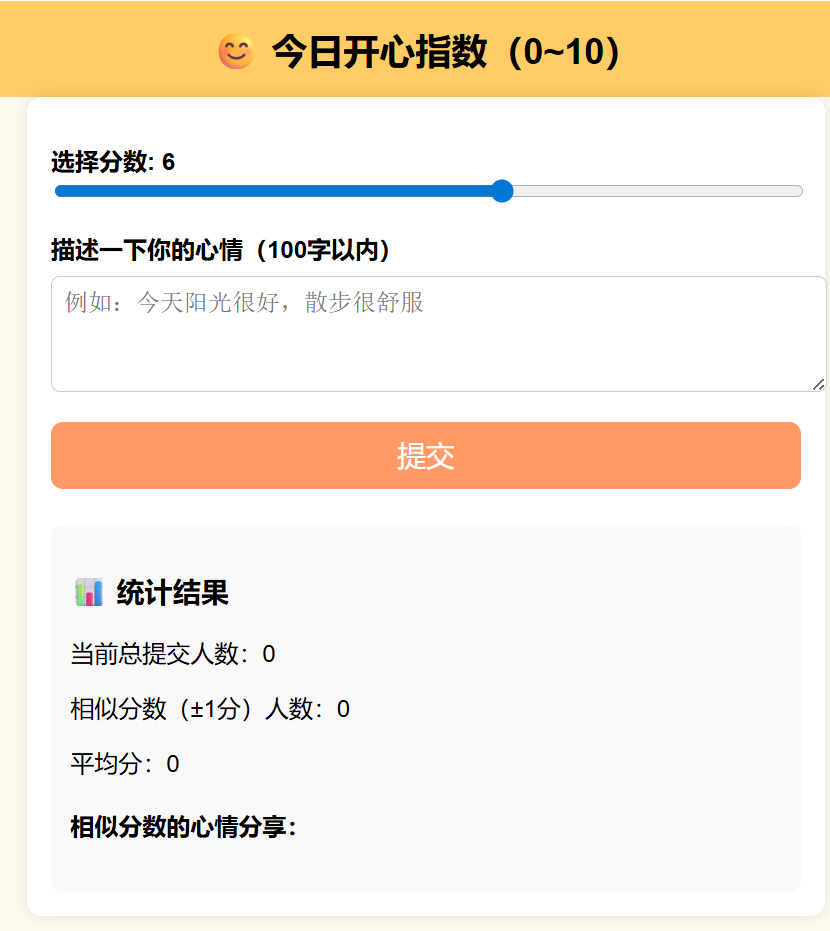 😊 今日开心指数（0~10）
选择分数: 6
描述一下你的心情（100字以内）
例如：今天阳光很好，散步很舒服
提交
📊 统计结果
当前总提交人数：0
相似分数（±1分）人数：0
平均分：0
相似分数的心情分享：